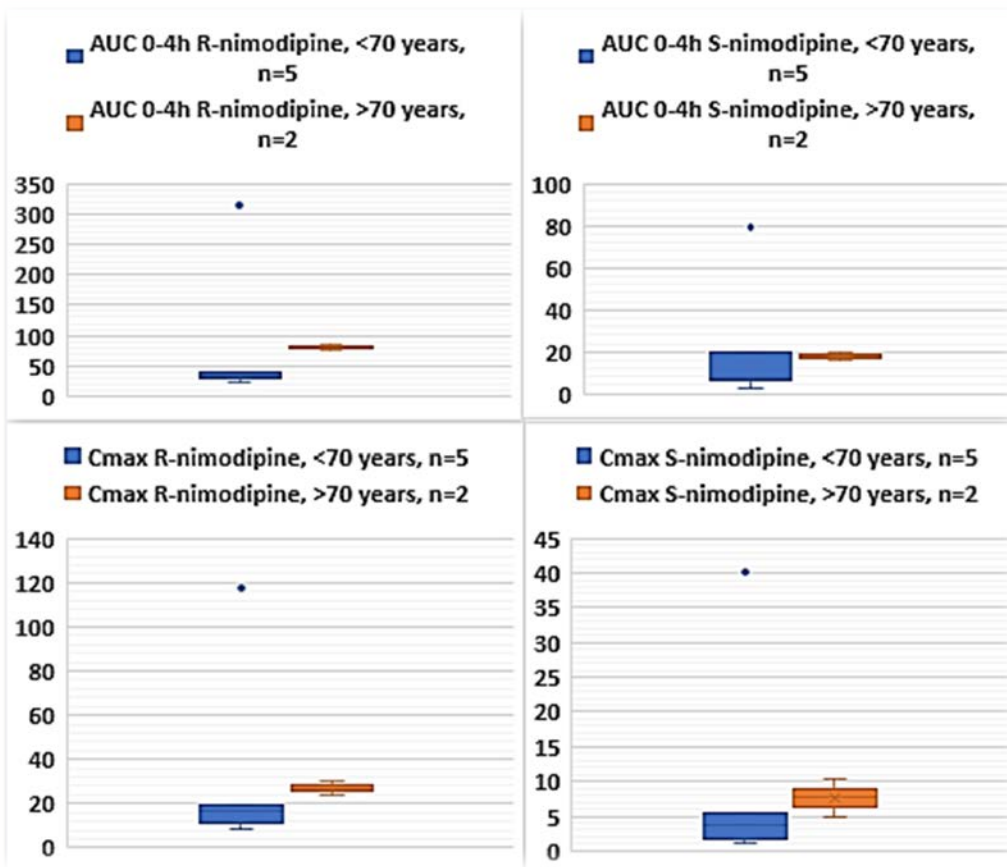 AUC 0-4h R-nimodipine, <70 years,
n=5
AUC 0-4h R-nimodipine, >70 years,
n=2
350
300
250
200
150
100
50
0
AUC 0-4h S-nimodipine, <70 years,
n=5
AUC 0-4h S-nimodipine, >70 years,
n=2
100
80
60
40
20
0
Cmax R-nimodipine, <70 years, n=5
Cmax R-nimodipine, >70 years, n=2
140
120
100
80
60
40
20
0
Cmax S-nimodipine, <70 years, n=5
Cmax S-nimodipine, >70 years, n=2
45
40
35
30
25
20
15
10
5
0